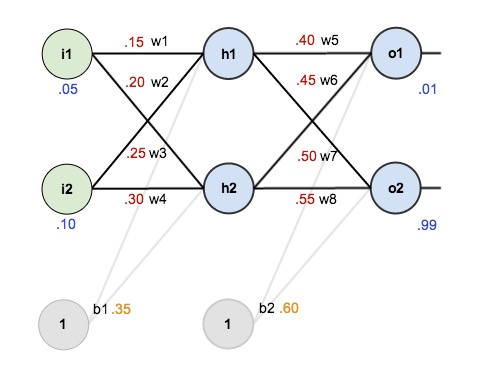 .15 w1
.40 w5
i1
h1
o1
.20 w2
.45 w6
.05
.01
.25 w3
.50 w7
i2
h2
o2
.30 w4
.55 w8
.10
.99
b1 .35
b2 .60
1
1